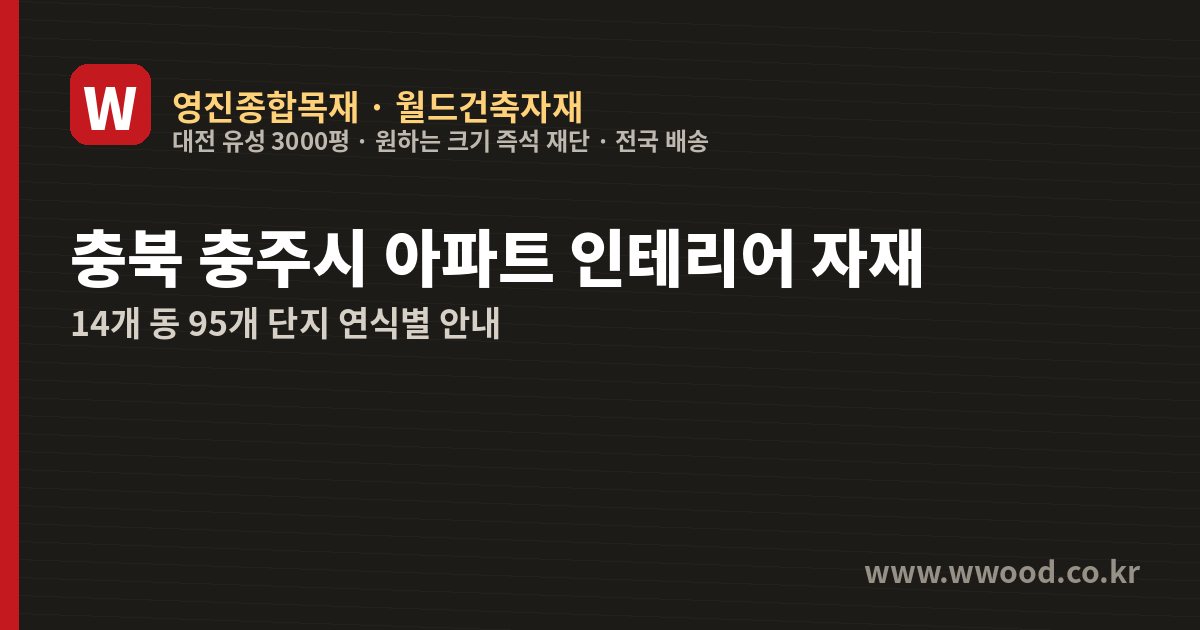 W
영진종합목재 · 월드건축자재
대전 유성 3000평 · 원하는 크기 즉석 재단 · 전국 배송
충북 충주시 아파트 인테리어 자재
14개 동 95개 단지 연식별 안내
www.wwood.co.kr